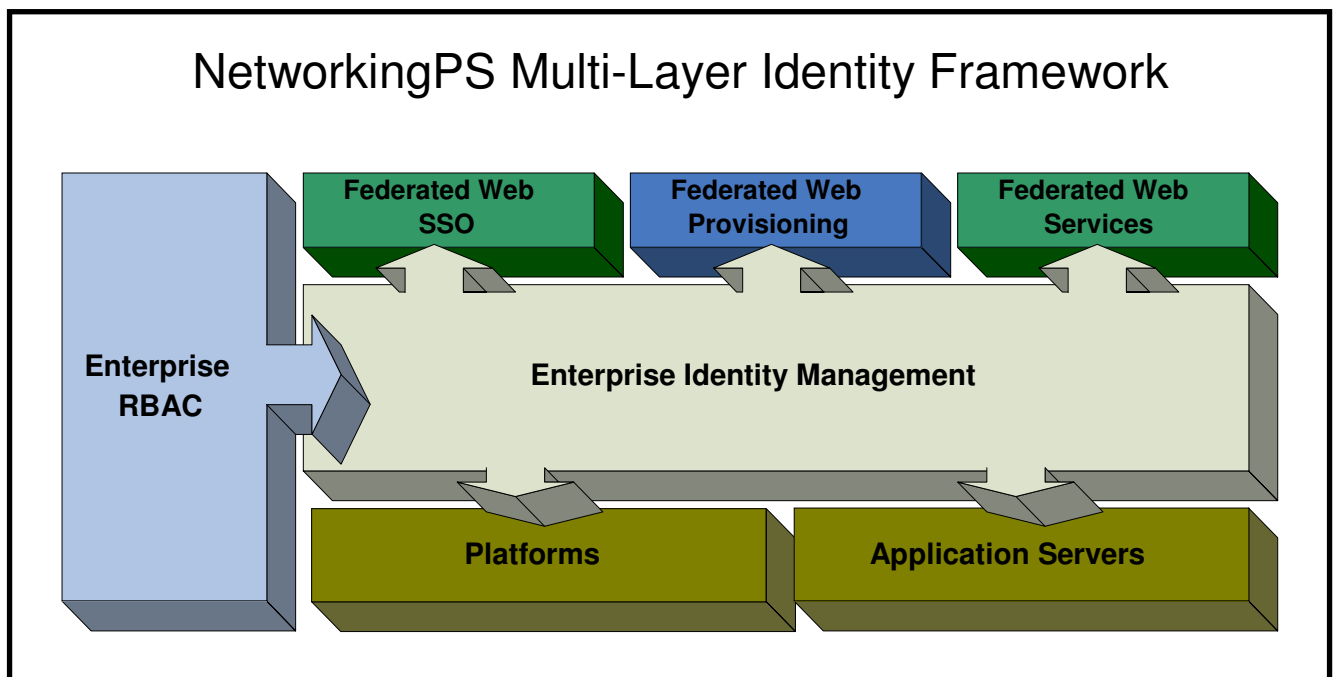 NetworkingPS Multi-Layer Identity Framework
Federated Web
SSO
Federated Web
Provisioning
Federated Web
Services
Enterprise
RBAC
Enterprise Identity Management
Platforms
Application Servers